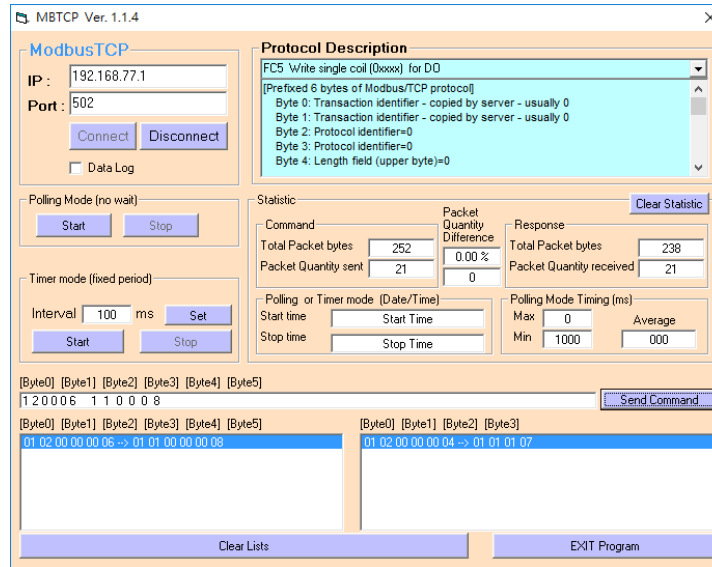 MBTCP Ver. 1.1.4
ModbusTCP
IP : 192.168.77.1
Port : 502
Connect Disconnect
Data Log
Protocol Description
FC5 Write single coil (0xxxx) for DO
[Prefixed 6 bytes of Modbus/TCP protocol]
Byte 0: Transaction identifier - copied by server - usually 0
Byte 1: Transaction identifier - copied by server - usually 0
Byte 2: Protocol identifier=0
Byte 3: Protocol identifier=0
Byte 4: Length field (upper byte)=0
Polling Mode (no wait)
Start Stop
Timer mode (fixed period)
Interval 100 ms Set
Start Stop
Statistic
Clear Statistic
Command
Total Packet bytes 252
Packet Quantity sent 21
Packet
Quantity
Difference
0.00 %
0
Response
Total Packet bytes 238
Packet Quantity received 21
Polling or Timer mode (Date/Time)
Start time Start Time
Stop time Stop Time
Polling Mode Timing (ms)
Max 0 Average
Min 1000 000
[Byte0] [Byte1] [Byte2] [Byte3] [Byte4] [Byte5]
1 2 0 0 0 6 1 1 0 0 0 8 Send Command
[Byte0] [Byte1] [Byte2] [Byte3] [Byte4] [Byte5]
01 02 00 00 00 06 --> 01 01 00 00 00 08
[Byte0] [Byte1] [Byte2] [Byte3]
01 02 00 00 00 04 --> 01 01 01 07
Clear Lists EXIT Program